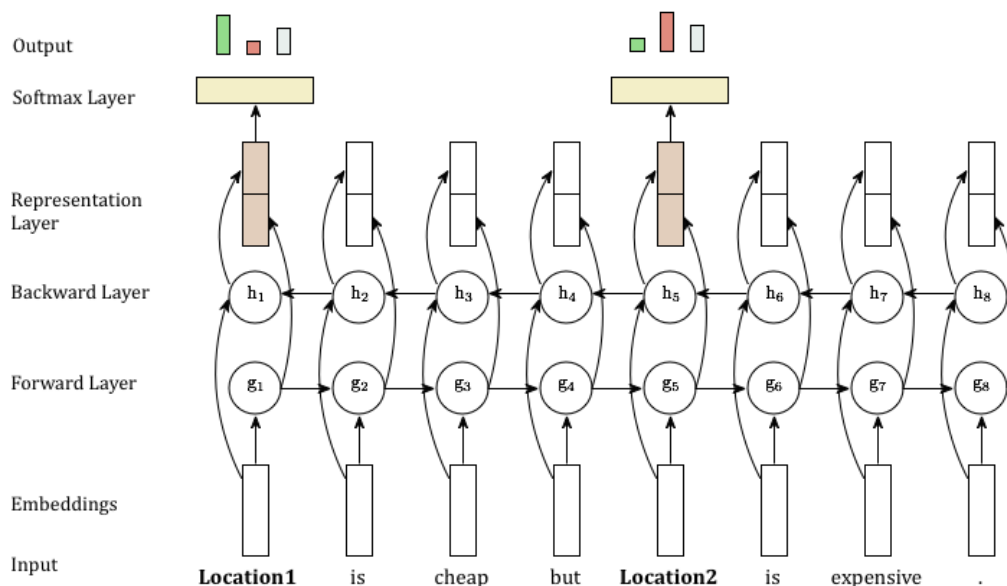 Output
Softmax Layer
Representation
Layer
Backward Layer
h1 h2 h3 h4 h5 h6 h7 h8
Forward Layer
g1 g2 g3 g4 g5 g6 g7 g8
Embeddings
Input
Location1 is cheap but Location2 is expensive .